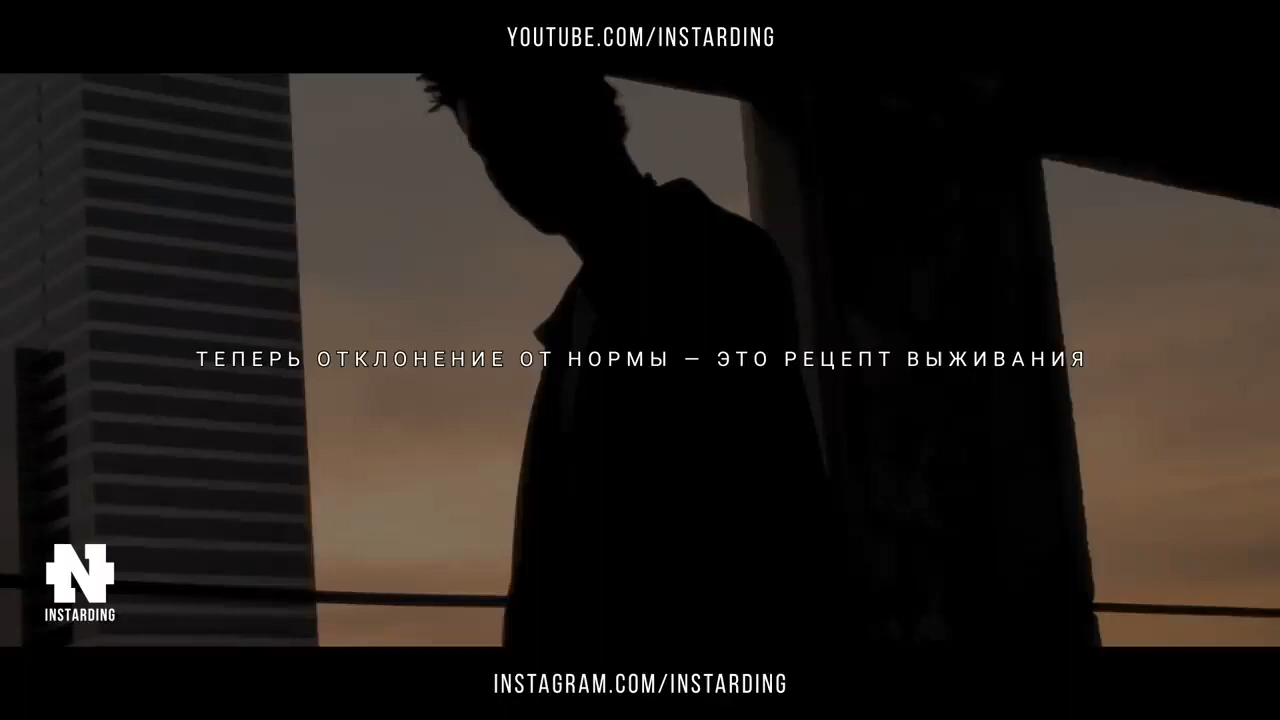 YOUTUBE.COM/INSTARDING
ТЕПЕРЬ ОТКЛОНЕНИЕ ОТ НОРМЫ – ЭТО РЕЦЕПТ ВЫЖИВАНИЯ
N
INSTARDING
INSTAGRAM.COM/INSTARDING